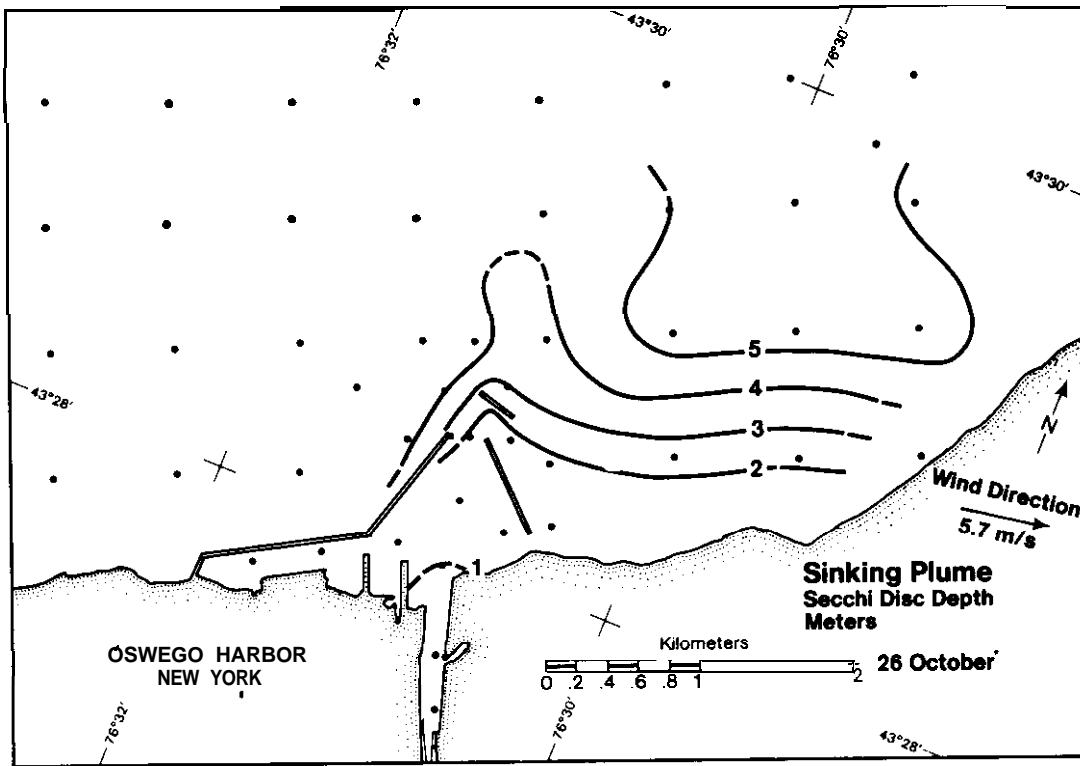 76°32'
43°30'
76°30'
43°30'
43°28'
5
4
3
2
1
N
Wind Direction
5.7 m/s
Sinking Plume
Secchi Disc Depth
Meters
Kilometers
0 .2 .4 .6 .8 1 2
26 October
OSWEGO HARBOR
NEW YORK
76°32'
76°30'
43°28'